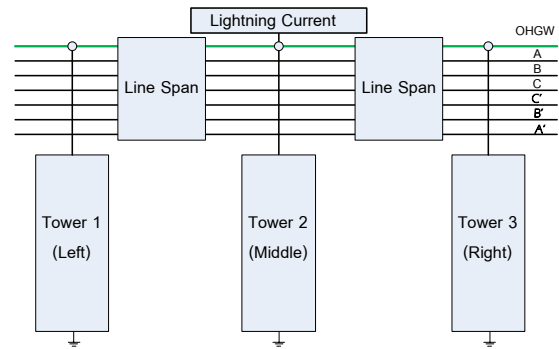 Lightning Current
OHGW
A
B
C
C'
B'
A'
Line Span
Line Span
Tower 1
(Left)
Tower 2
(Middle)
Tower 3
(Right)